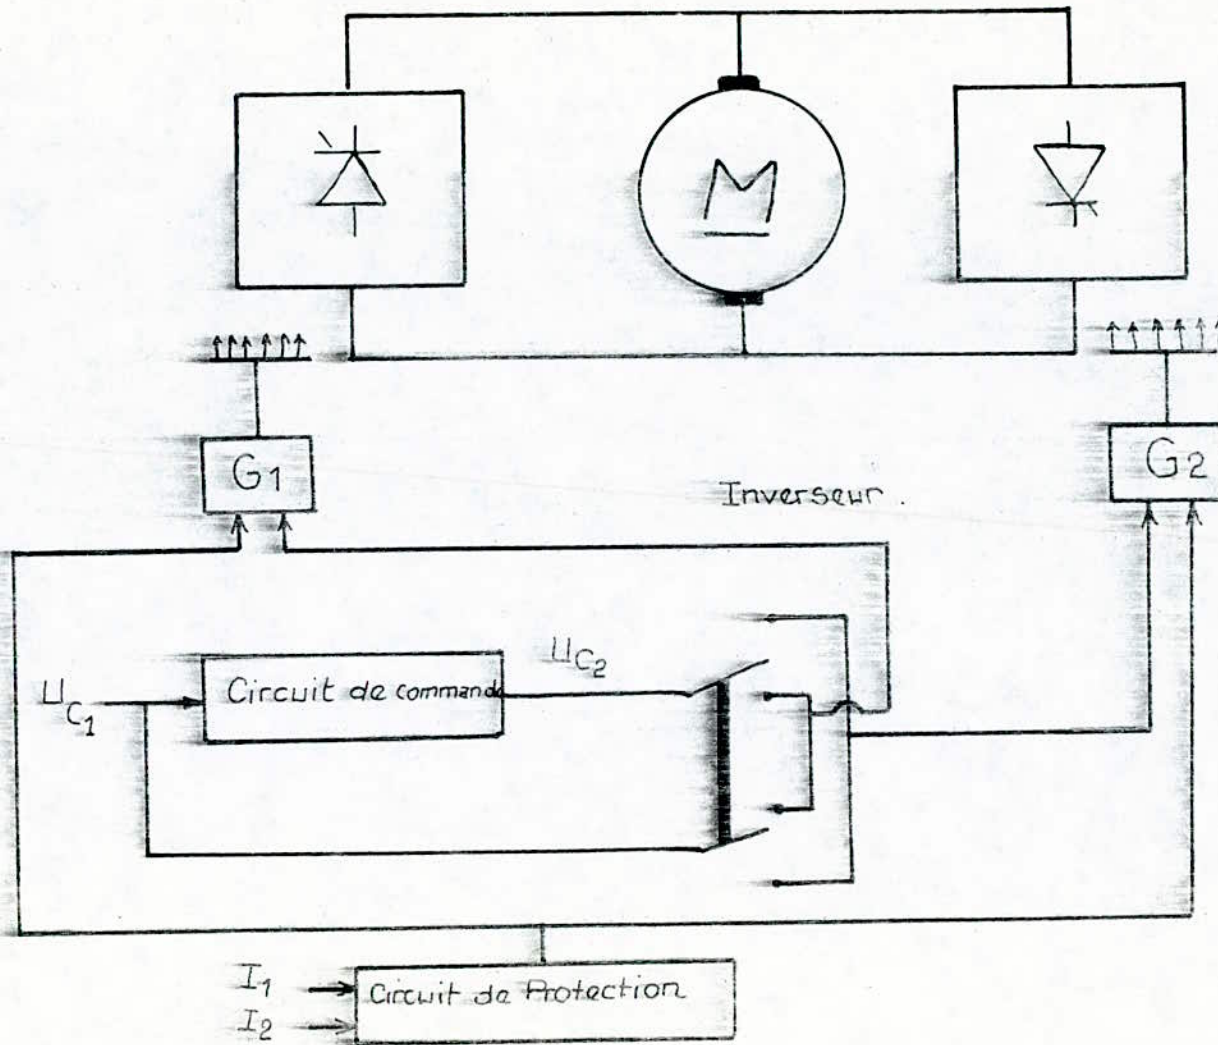 M
G1
G2
Inverseur.
UC1
Circuit de commande
UC2
I1
I2
Circuit de Protection